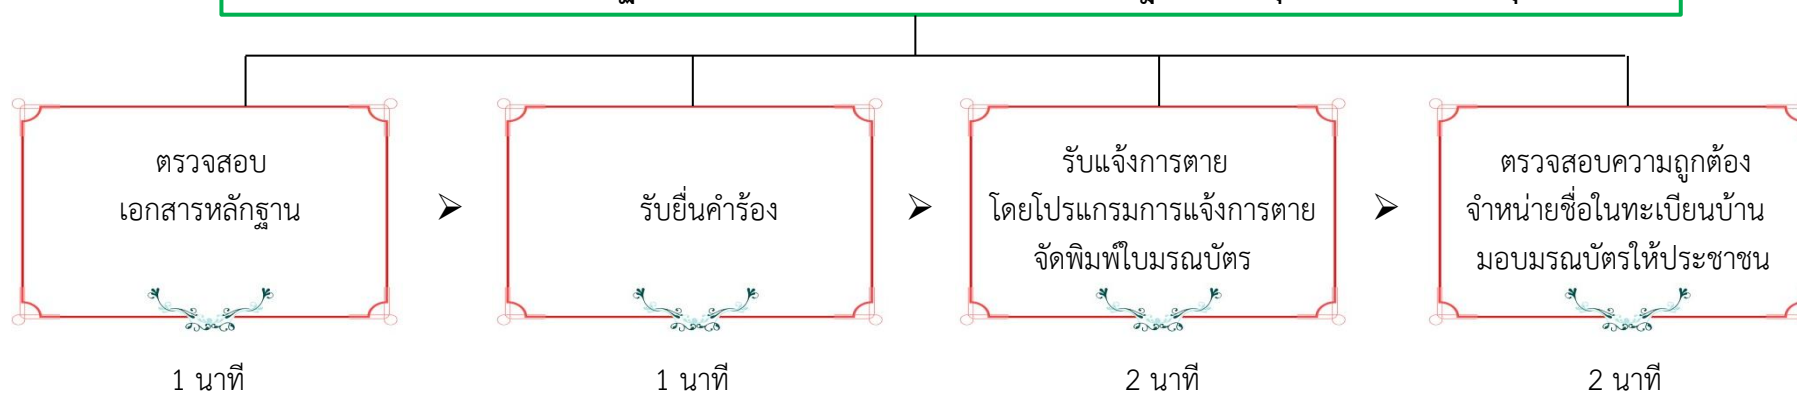 ตรวจสอบ
เอกสารหลักฐาน
รับยื่นคำร้อง
รับแจ้งการตาย
โดยโปรแกรมการแจ้งการตาย
จัดพิมพ์ใบมรณบัตร
ตรวจสอบความถูกต้อง
จำหน่ายชื่อในทะเบียนบ้าน
มอบมรณบัตรให้ประชาชน
1 นาที
1 นาที
2 นาที
2 นาที